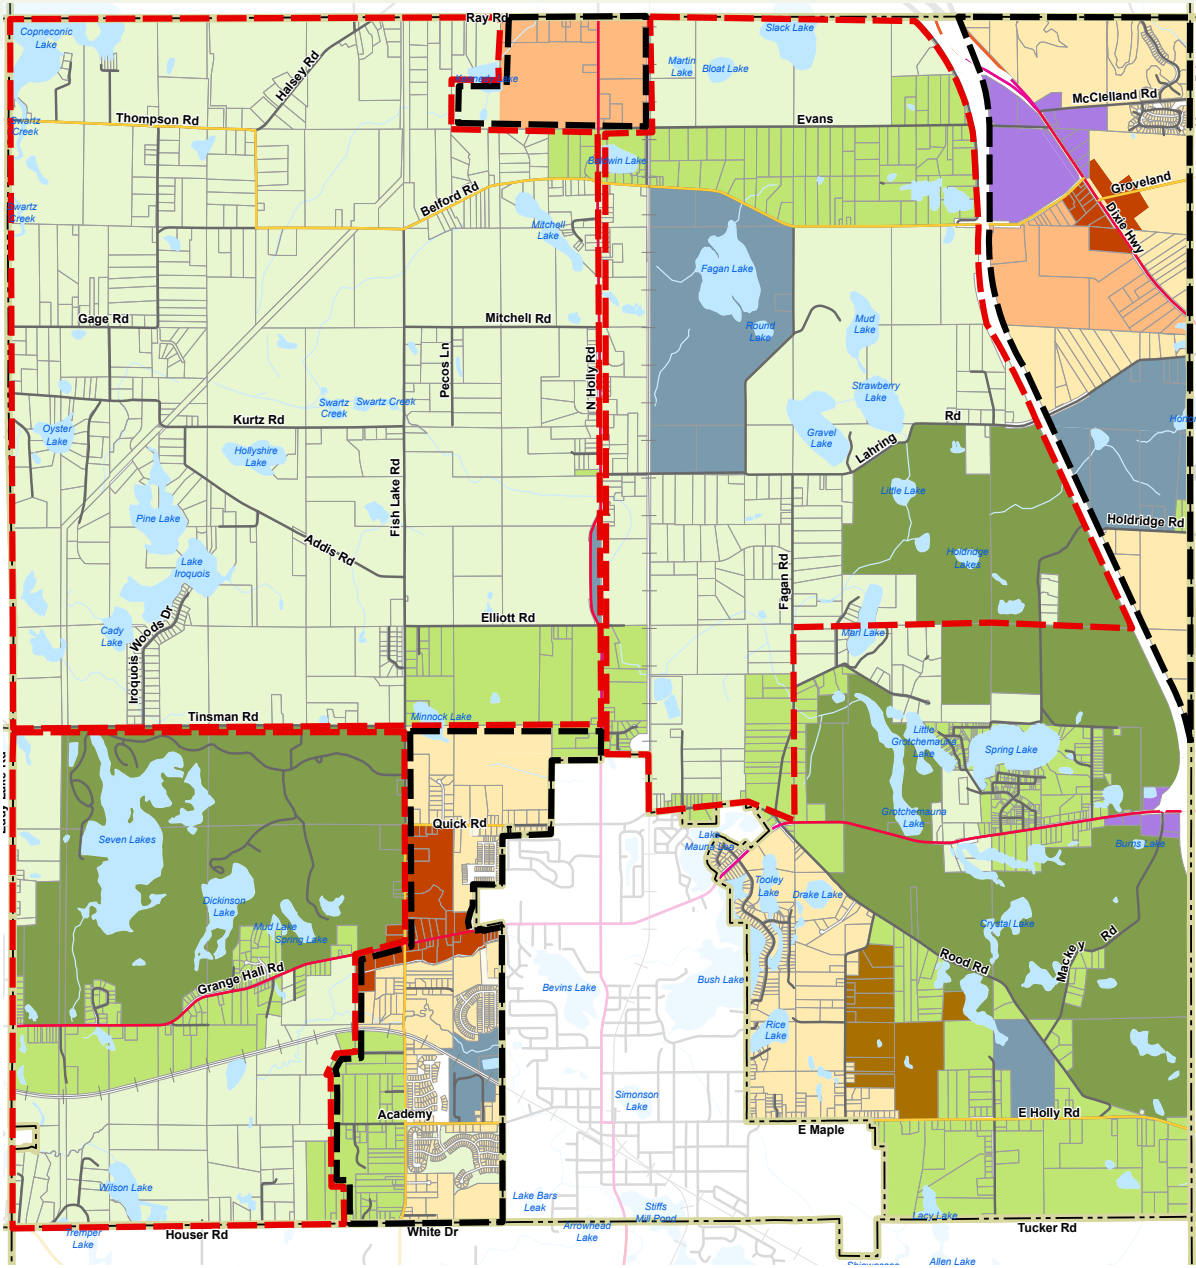 Ray Rd
Copneconic
Lake
Slack Lake
Halsey Rd
Martin
Lake
Bloat Lake
Kennedy Lake
McClelland Rd
Thompson Rd
Swartz
Creek
Evans
Baldwin Lake
Groveland
Belford Rd
Swartz
Creek
Mitchell
Lake
Dixie Hwy
Fagan Lake
Gage Rd
Mitchell Rd
Round
Lake
Mud
Lake
Pecos Ln
N Holly Rd
Strawberry
Lake
Swartz
Creek
Swartz Creek
Kurtz Rd
Rd
Oyster
Lake
Gravel
Lake
Lahring
Hollyshire
Lake
Fish Lake Rd
Little Lake
Pine Lake
Holdridge Rd
Addis Rd
Holdridge
Lakes
Lake
Iroquois
Fagan Rd
Elliott Rd
Cady
Lake
Iroquois Woods Dr
Marl Lake
Tinsman Rd
Minnock Lake
Little
Grotchemauna
Lake
Spring Lake
Quick Rd
Grotchemauna
Lake
Seven Lakes
Lake
Burns Lake
Tooley
Lake
Drake Lake
Dickinson
Lake
Mud Lake
Spring Lake
Crystal Lake
Mackey
Rd
Rood Rd
Grange Hall Rd
Bevins Lake
Bush Lake
Rice
Lake
Simonson
Lake
Academy
E Holly Rd
E Maple
Wilson Lake
Lake Bars
Leak
Stiffs
Mill Pond
Lacy Lake
Arrowhead
Lake
Tucker Rd
Tremper
Lake
Houser Rd
White Dr
Allen Lake